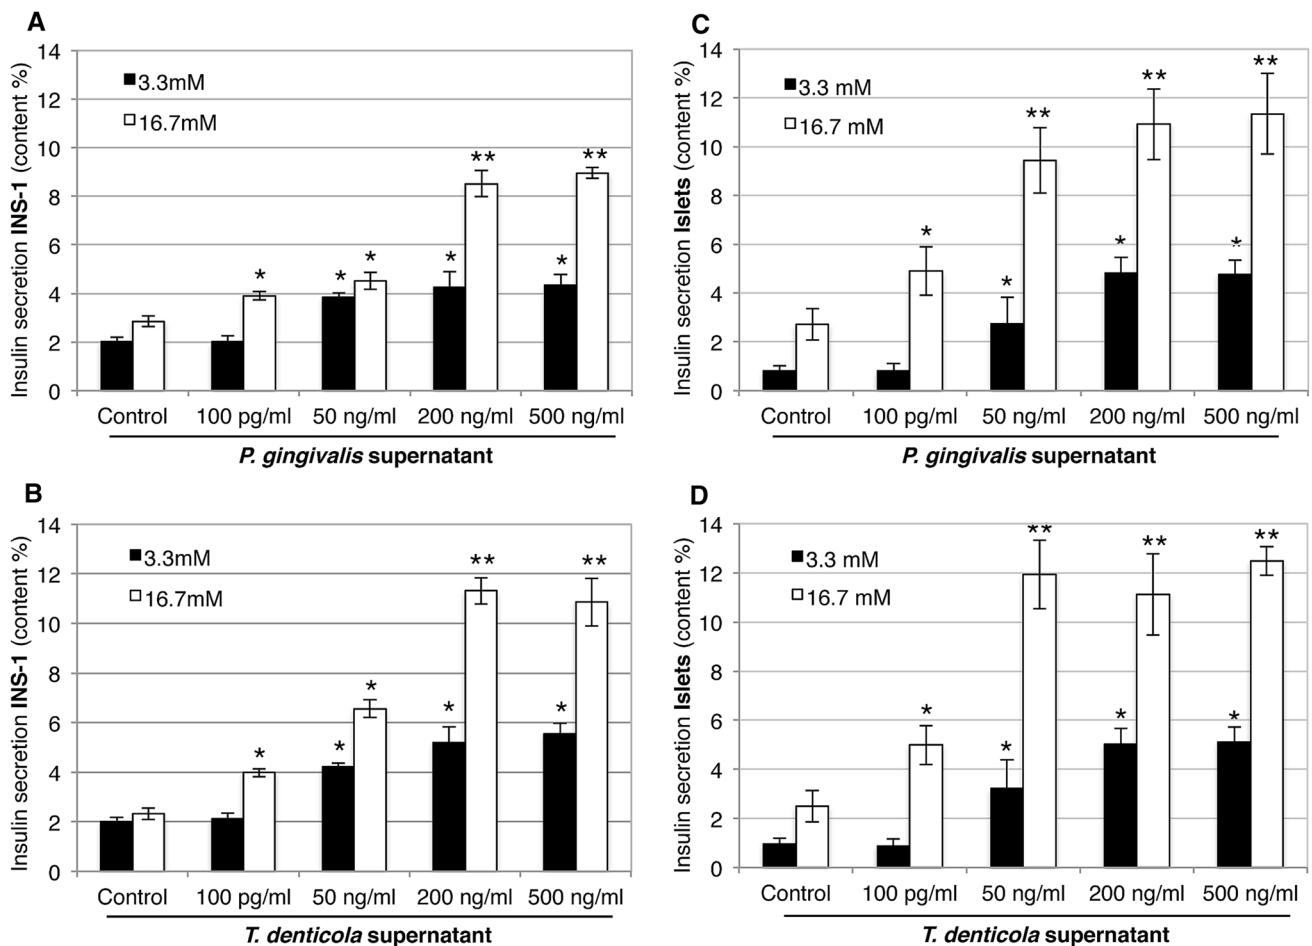 A
Insulin secretion INS-1 (content %)
14
12
10
8
6
4
2
0
3.3mM
16.7mM
*
*
*
*
**
*
**
Control 100 pg/ml 50 ng/ml 200 ng/ml 500 ng/ml
P. gingivalis supernatant
B
Insulin secretion INS-1 (content %)
14
12
10
8
6
4
2
0
3.3mM
16.7mM
*
*
*
*
**
*
**
Control 100 pg/ml 50 ng/ml 200 ng/ml 500 ng/ml
T. denticola supernatant
C
Insulin secretion Islets (content %)
14
12
10
8
6
4
2
0
3.3 mM
16.7 mM
*
*
**
*
**
*
**
Control 100 pg/ml 50 ng/ml 200 ng/ml 500 ng/ml
P. gingivalis supernatant
D
Insulin secretion Islets (content %)
14
12
10
8
6
4
2
0
3.3 mM
16.7 mM
*
*
**
*
**
*
**
Control 100 pg/ml 50 ng/ml 200 ng/ml 500 ng/ml
T. denticola supernatant